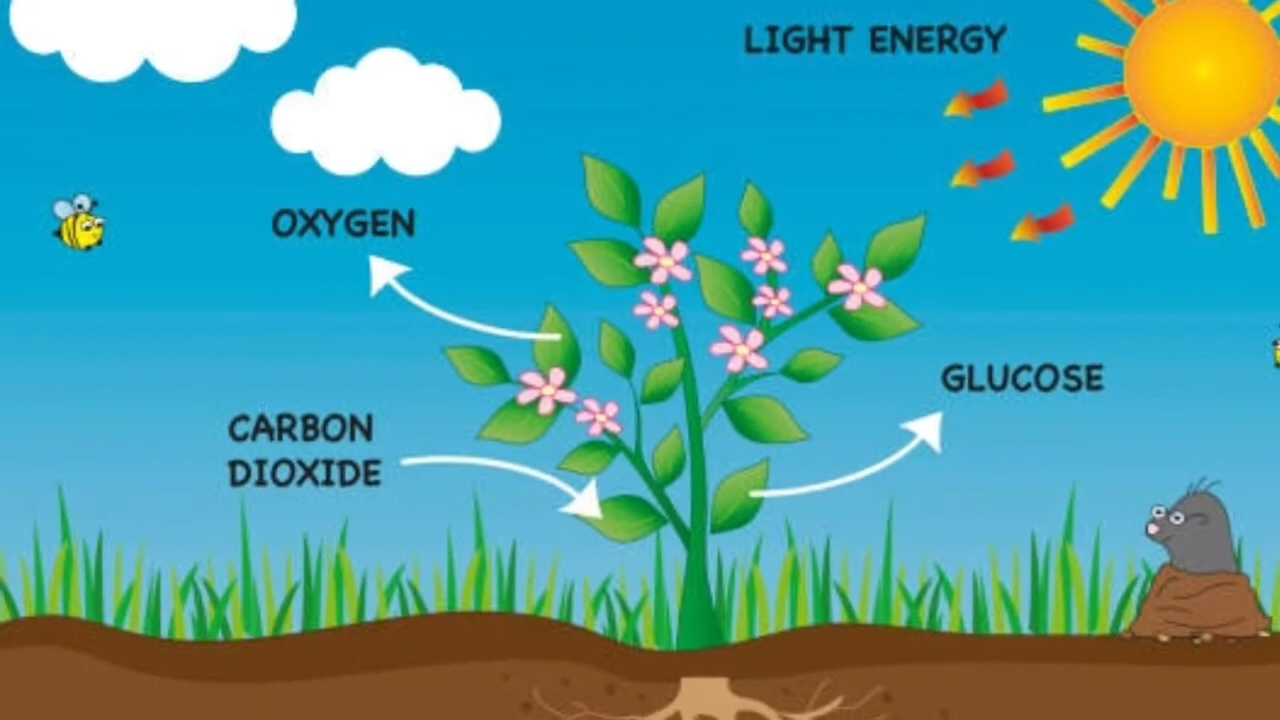 LIGHT ENERGY
OXYGEN
GLUCOSE
CARBON
DIOXIDE